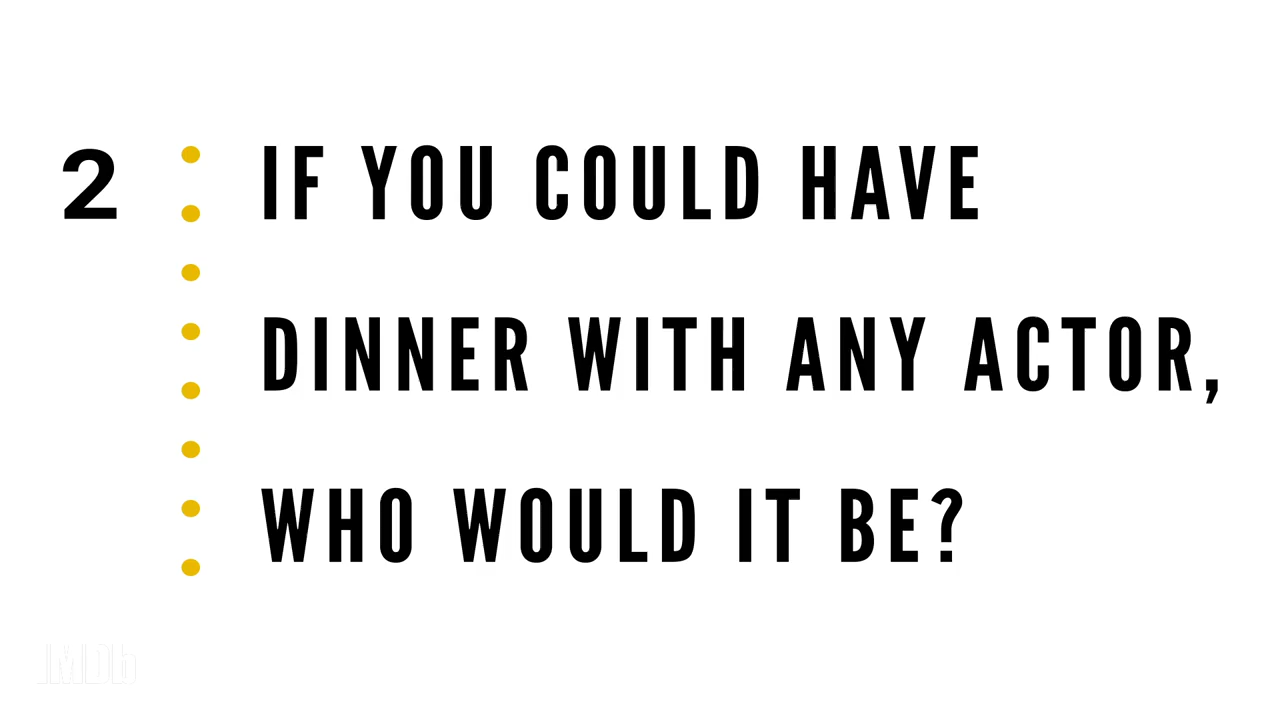 2
IF YOU COULD HAVE
DINNER WITH ANY ACTOR,
WHO WOULD IT BE?
IMDb